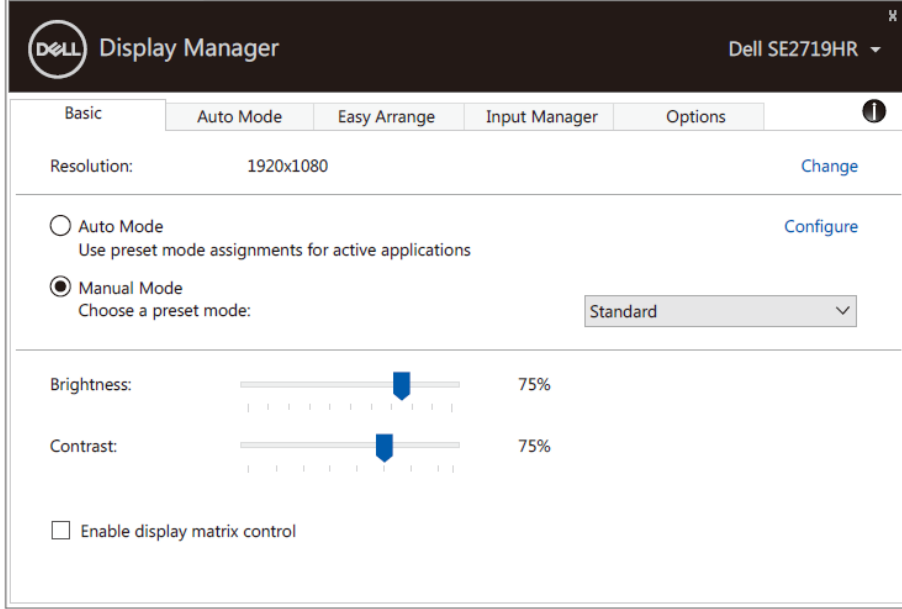 x
DELL Display Manager Dell SE2719HR
Basic Auto Mode Easy Arrange Input Manager Options i
Resolution: 1920x1080 Change
Auto Mode Configure
Use preset mode assignments for active applications
Manual Mode
Choose a preset mode: Standard
Brightness: 75%
Contrast: 75%
Enable display matrix control